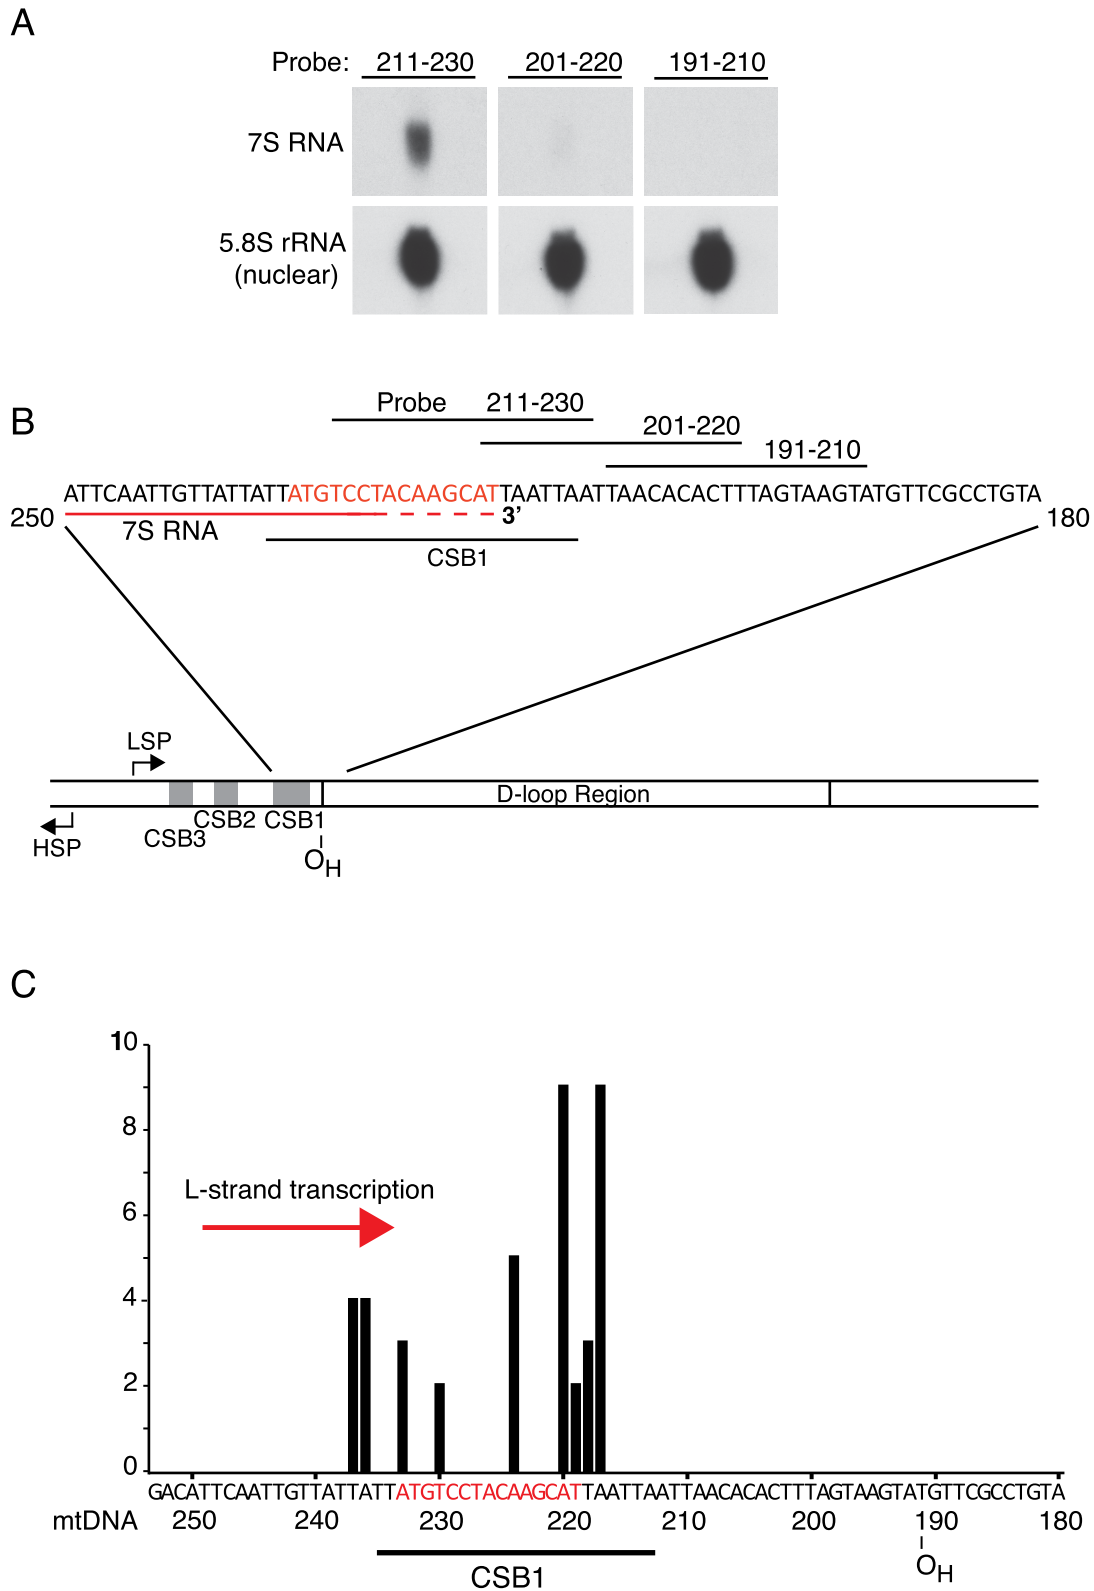 A
Probe: 211-230 201-220 191-210
7S RNA
5.8S rRNA
(nuclear)
B
Probe 211-230
201-220
191-210
ATTCAATTGTTATTATTATGTCCTACAAGCATTAATTAATTAACACACTTTAGTAAGTATGTTCGCCTGTA
250 7S RNA 3’ 180
CSB1
LSP
D-loop Region
CSB3 CSB2 CSB1
HSP
OH
C
10
8
6
4
2
0
L-strand transcription
GACATTCAATTGTTATTATTATGTCCTACAAGCATTAATTAATTAACACACTTTAGTAAGTATGTTCGCCTGTA
mtDNA 250 240 230 220 210 200 190 180
OH
CSB1